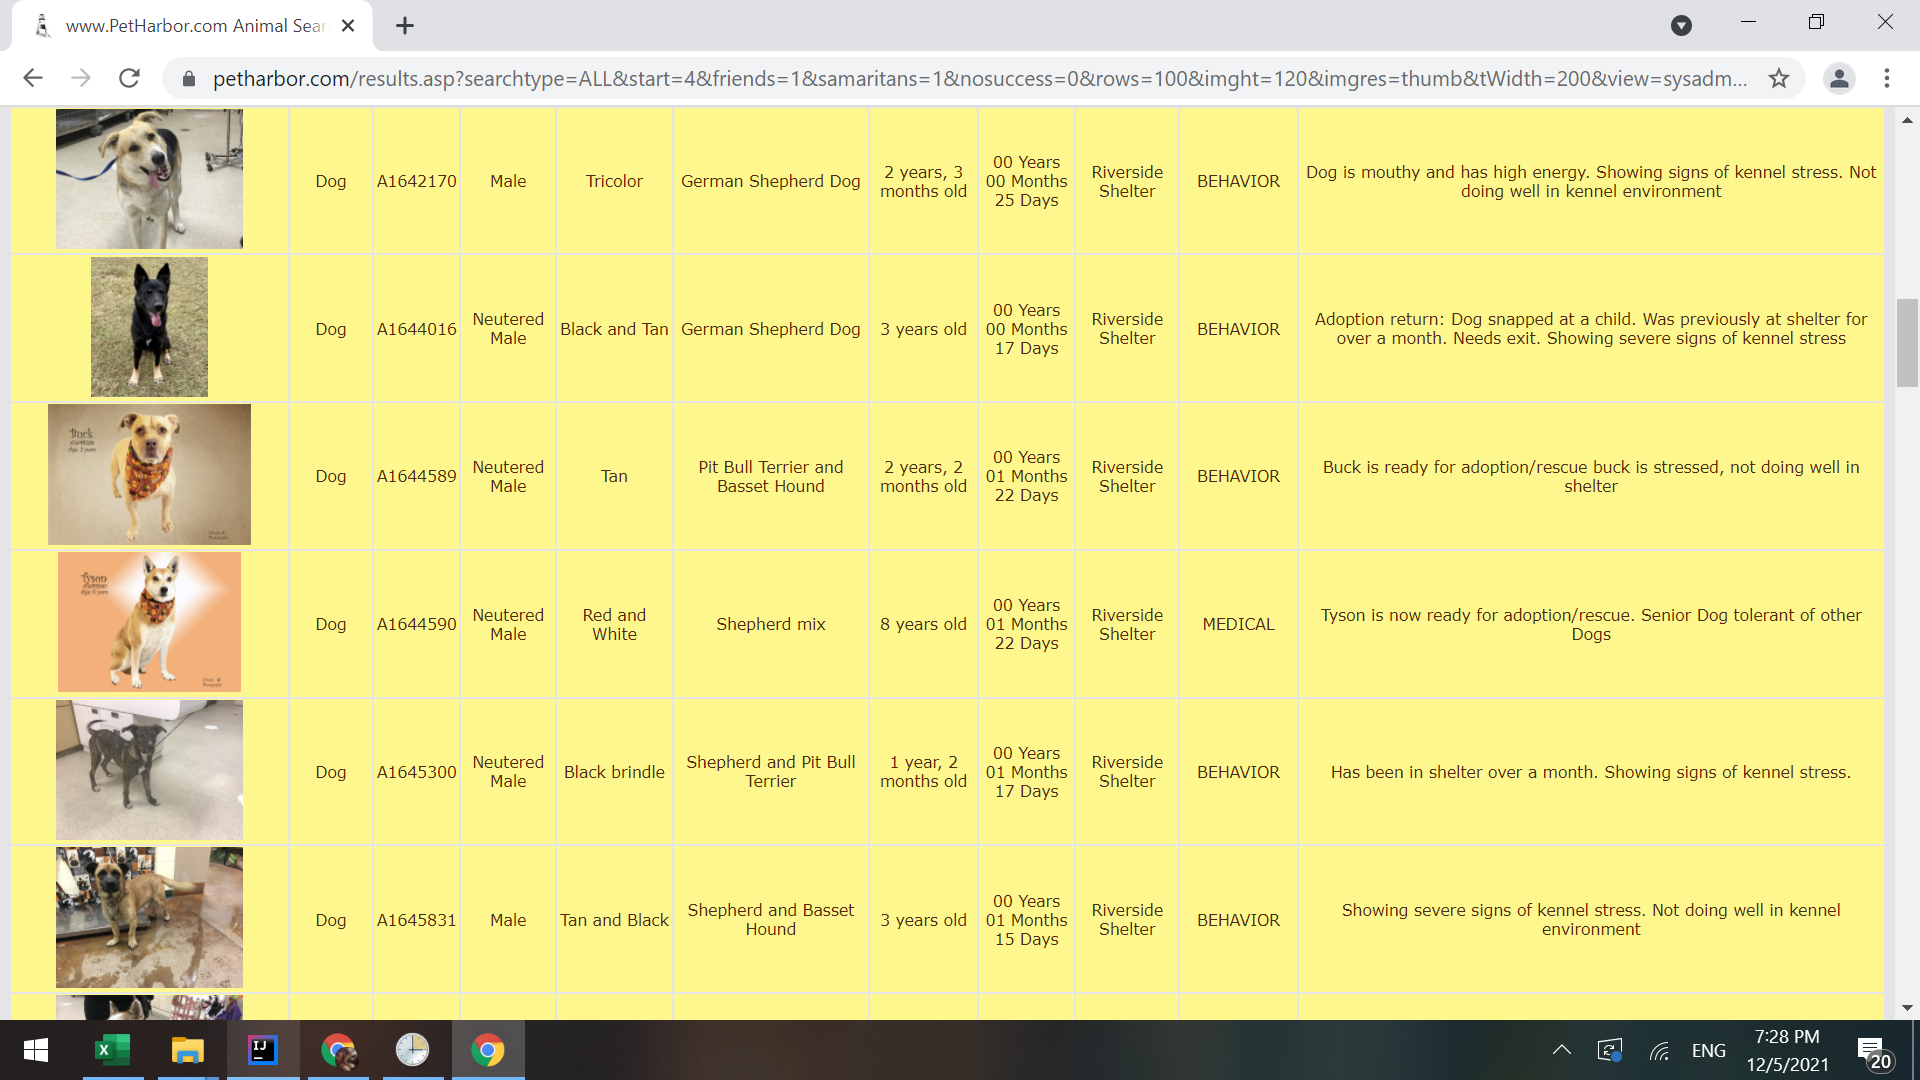 www.PetHarbor.com Animal Sear
petharbor.com/results.asp?searchtype=ALL&start=4&friends=1&samaritans=1&nosuccess=0&rows=100&imght=120&imgres=thumb&tWidth=200&view=sysadm...
Dog
A1642170
Male
Tricolor
German Shepherd Dog
2 years, 3
months old
00 Years
00 Months
25 Days
Riverside
Shelter
BEHAVIOR
Dog is mouthy and has high energy. Showing signs of kennel stress. Not
doing well in kennel environment
Dog
A1644016
Neutered
Male
Black and Tan
German Shepherd Dog
3 years old
00 Years
00 Months
17 Days
Riverside
Shelter
BEHAVIOR
Adoption return: Dog snapped at a child. Was previously at shelter for
over a month. Needs exit. Showing severe signs of kennel stress
Buck
Dog
A1644589
Neutered
Male
Tan
Pit Bull Terrier and
Basset Hound
2 years, 2
months old
00 Years
01 Months
22 Days
Riverside
Shelter
BEHAVIOR
Buck is ready for adoption/rescue buck is stressed, not doing well in
shelter
Tyson
Dog
A1644590
Neutered
Male
Red and
White
Shepherd mix
8 years old
00 Years
01 Months
22 Days
Riverside
Shelter
MEDICAL
Tyson is now ready for adoption/rescue. Senior Dog tolerant of other
Dogs
Dog
A1645300
Neutered
Male
Black brindle
Shepherd and Pit Bull
Terrier
1 year, 2
months old
00 Years
01 Months
17 Days
Riverside
Shelter
BEHAVIOR
Has been in shelter over a month. Showing signs of kennel stress.
Dog
A1645831
Male
Tan and Black
Shepherd and Basset
Hound
3 years old
00 Years
01 Months
15 Days
Riverside
Shelter
BEHAVIOR
Showing severe signs of kennel stress. Not doing well in kennel
environment
IJ
ENG
7:28 PM
12/5/2021
20